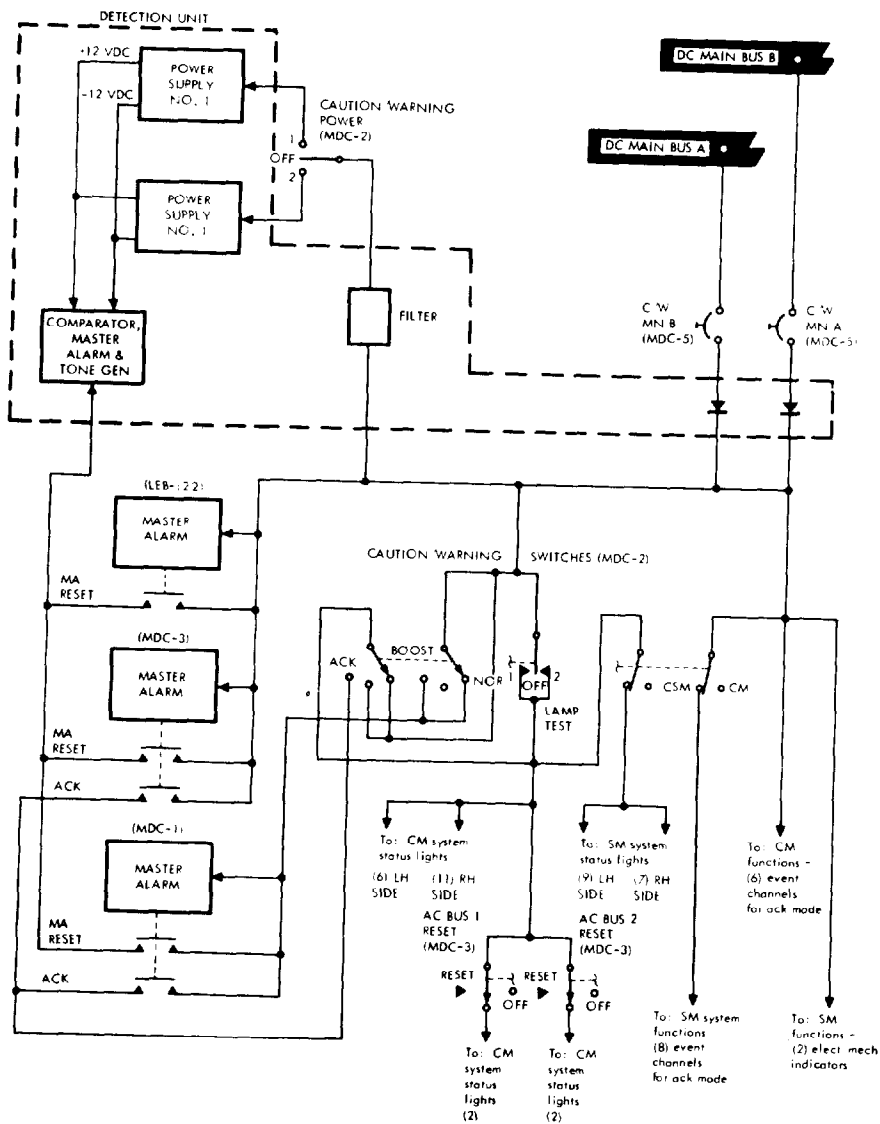 DETECTION UNIT
+12 VDC
-12 VDC
POWER
SUPPLY
NO. 1
CAUTION WARNING
POWER
(MDC-2)
1
OFF
2
POWER
SUPPLY
NO. 1
COMPARATOR,
MASTER
ALARM &
TONE GEN
FILTER
DC MAIN BUS B
DC MAIN BUS A
C/W
MN B
(MDC-5)
C/W
MN A
(MDC-5)
(LEB-122)
MASTER
ALARM
MA
RESET
(MDC-3)
MASTER
ALARM
MA
RESET
ACK
(MDC-1)
MASTER
ALARM
MA
RESET
ACK
CAUTION WARNING SWITCHES (MDC-2)
ACK
BOOST
NOR
1
OFF
2
LAMP
TEST
CSM
CM
To: CM system
status lights
(6) LH
SIDE
(11) RH
SIDE
To: SM system
status lights
(9) LH
SIDE
(7) RH
SIDE
To: CM
functions -
(6) event
channels
for ack mode
AC BUS 1
RESET
(MDC-3)
AC BUS 2
RESET
(MDC-3)
RESET
OFF
RESET
OFF
To: CM
system
status
lights
(2)
To: CM
system
status
lights
(2)
To: SM system
functions
(8) event
channels
for ack mode
To: SM
functions -
(2) elect mech
indicators